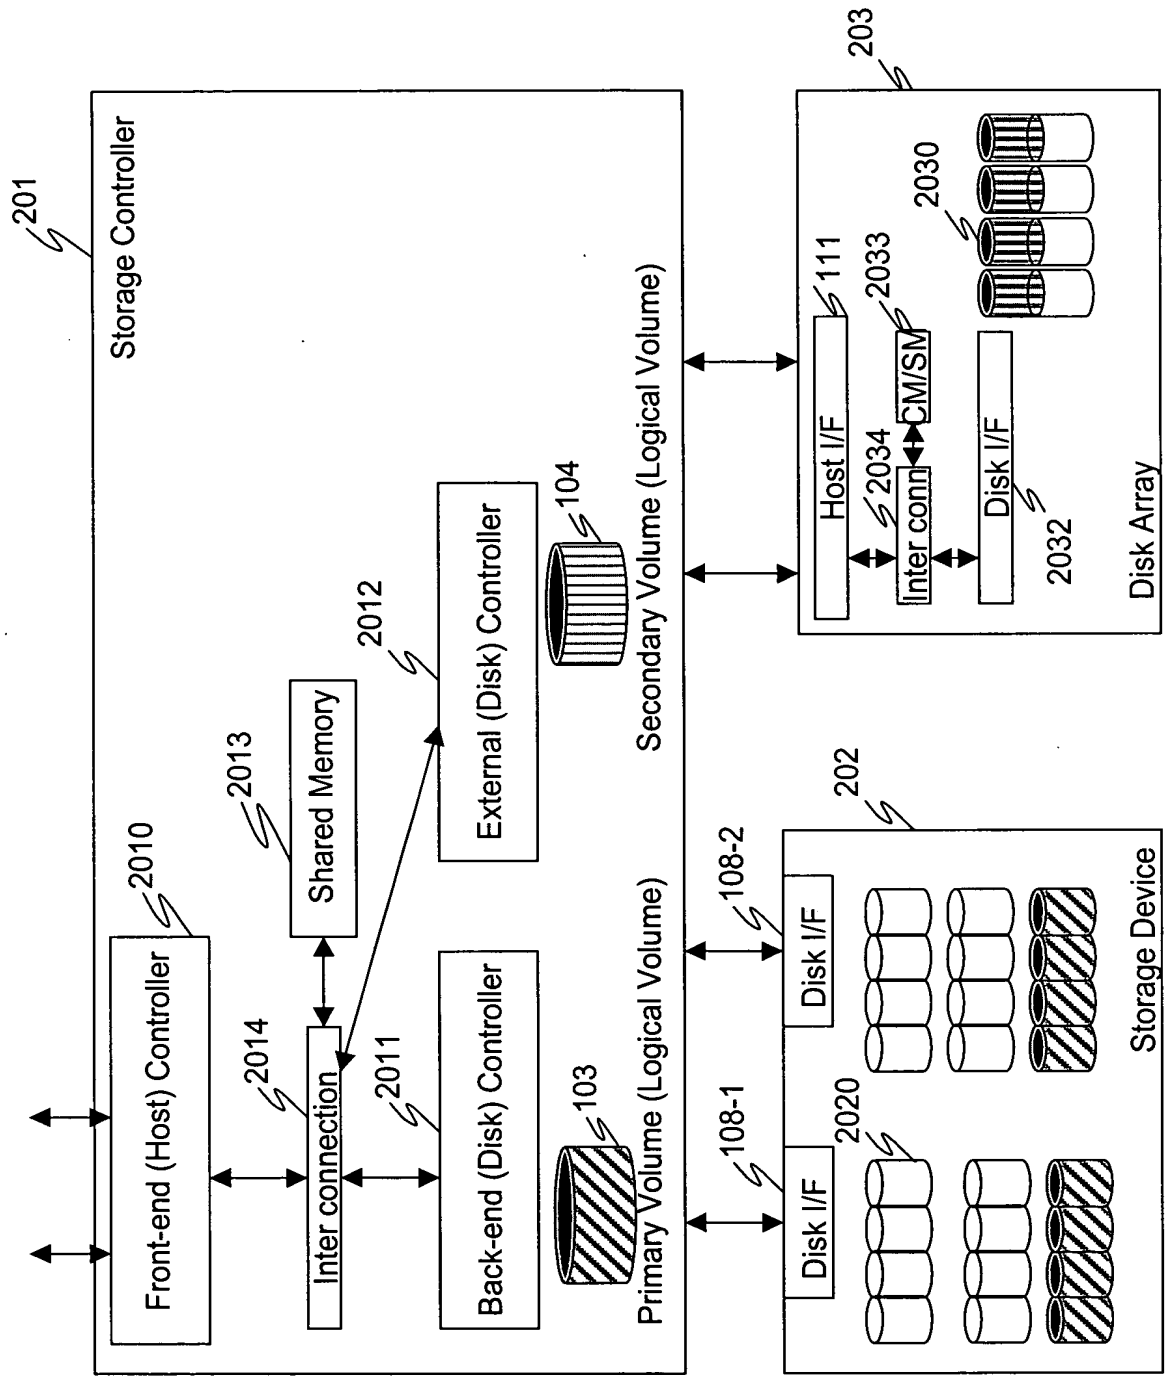 201
Storage Controller
2010
Front-end (Host) Controller
2013
Shared Memory
2014
Inter connection
2012
External (Disk) Controller
2011
Back-end (Disk) Controller
104
103
Secondary Volume (Logical Volume)
Primary Volume (Logical Volume)
108-1
108-2
202
203
Disk I/F
Disk I/F
2020
Storage Device
111
Host I/F
2034
Inter conn
2033
CM/SM
2030
Disk I/F
2032
Disk Array